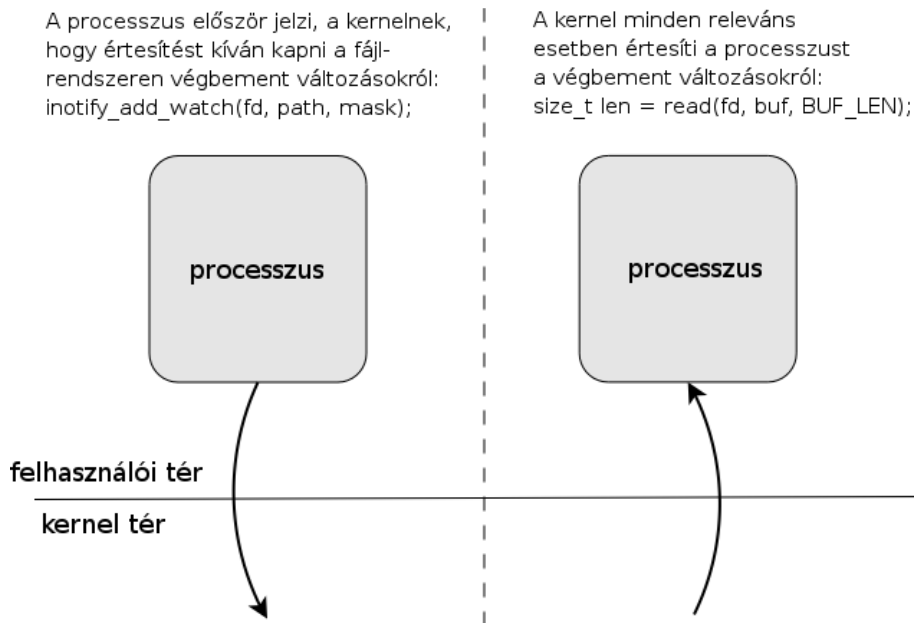 A processzus először jelzi, a kernelnek,
hogy értesítést kíván kapni a fájl-
rendszeren végbement változásokról:
inotify_add_watch(fd, path, mask);
A kernel minden releváns
esetben értesíti a processzust
a végbement változásokról:
size_t len = read(fd, buf, BUF_LEN);
processzus
processzus
felhasználói tér
kernel tér